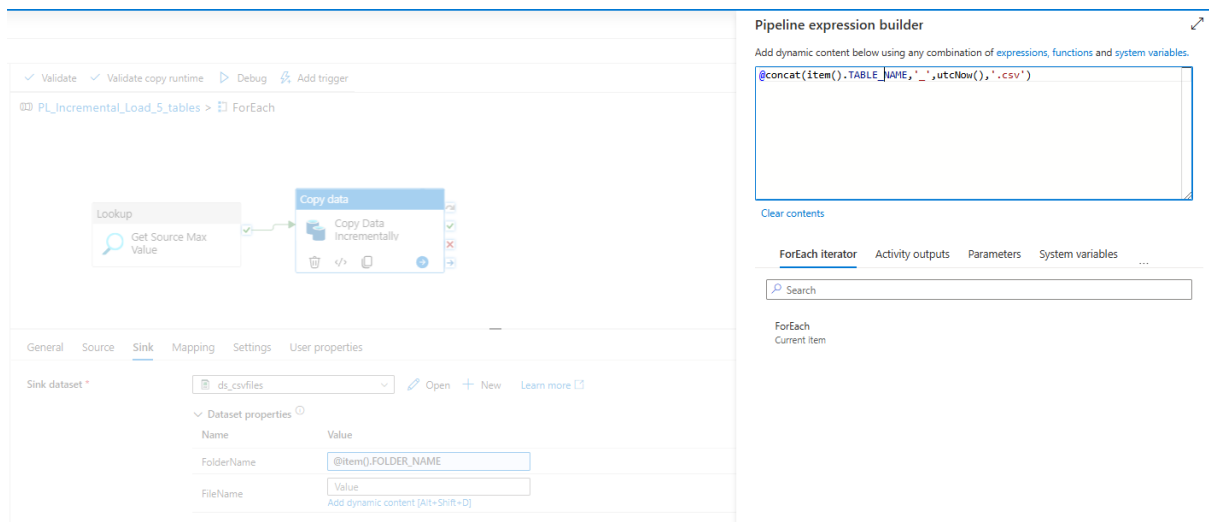 Validate Validate copy runtime Debug Add trigger
PL_Incremental_Load_5_tables > ForEach
Lookup
Get Source Max
Value
Copy data
Copy Data
Incrementally
General Source Sink Mapping Settings User properties
Sink dataset *
ds_csvfiles
Open New Learn more
Dataset properties
Name Value
FolderName @item().FOLDER_NAME
FileName Value
Add dynamic content [Alt+Shift+D]
Pipeline expression builder
Add dynamic content below using any combination of expressions, functions and system variables.
@concat(item().TABLE_NAME,'_',utcNow(),'.csv')
Clear contents
ForEach iterator Activity outputs Parameters System variables ...
Search
ForEach
Current item